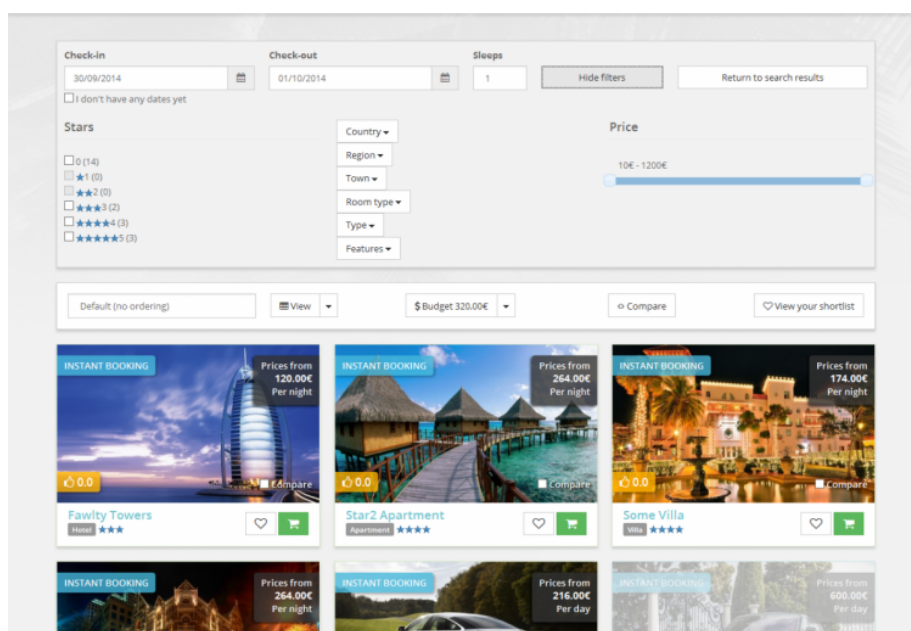 Check-in Check-out Sleeps
30/09/2014 01/10/2014 1 Hide filters Return to search results
I don't have any dates yet
Stars
0 (14)
1 (0)
2 (0)
3 (2)
4 (3)
5 (3)
Country
Region
Town
Room type
Type
Features
Price
10€ - 1200€
Default (no ordering) View $ Budget 320.00€ Compare View your shortlist
INSTANT BOOKING
Prices from
120.00€
Per night
0.0
Compare
Fawlty Towers
Hotel
INSTANT BOOKING
Prices from
264.00€
Per night
0.0
Compare
Star2 Apartment
Apartment
INSTANT BOOKING
Prices from
174.00€
Per night
0.0
Compare
Some Villa
Villa
INSTANT BOOKING
Prices from
264.00€
Per night
INSTANT BOOKING
Prices from
216.00€
Per day
INSTANT BOOKING
Prices from
600.00€
Per day